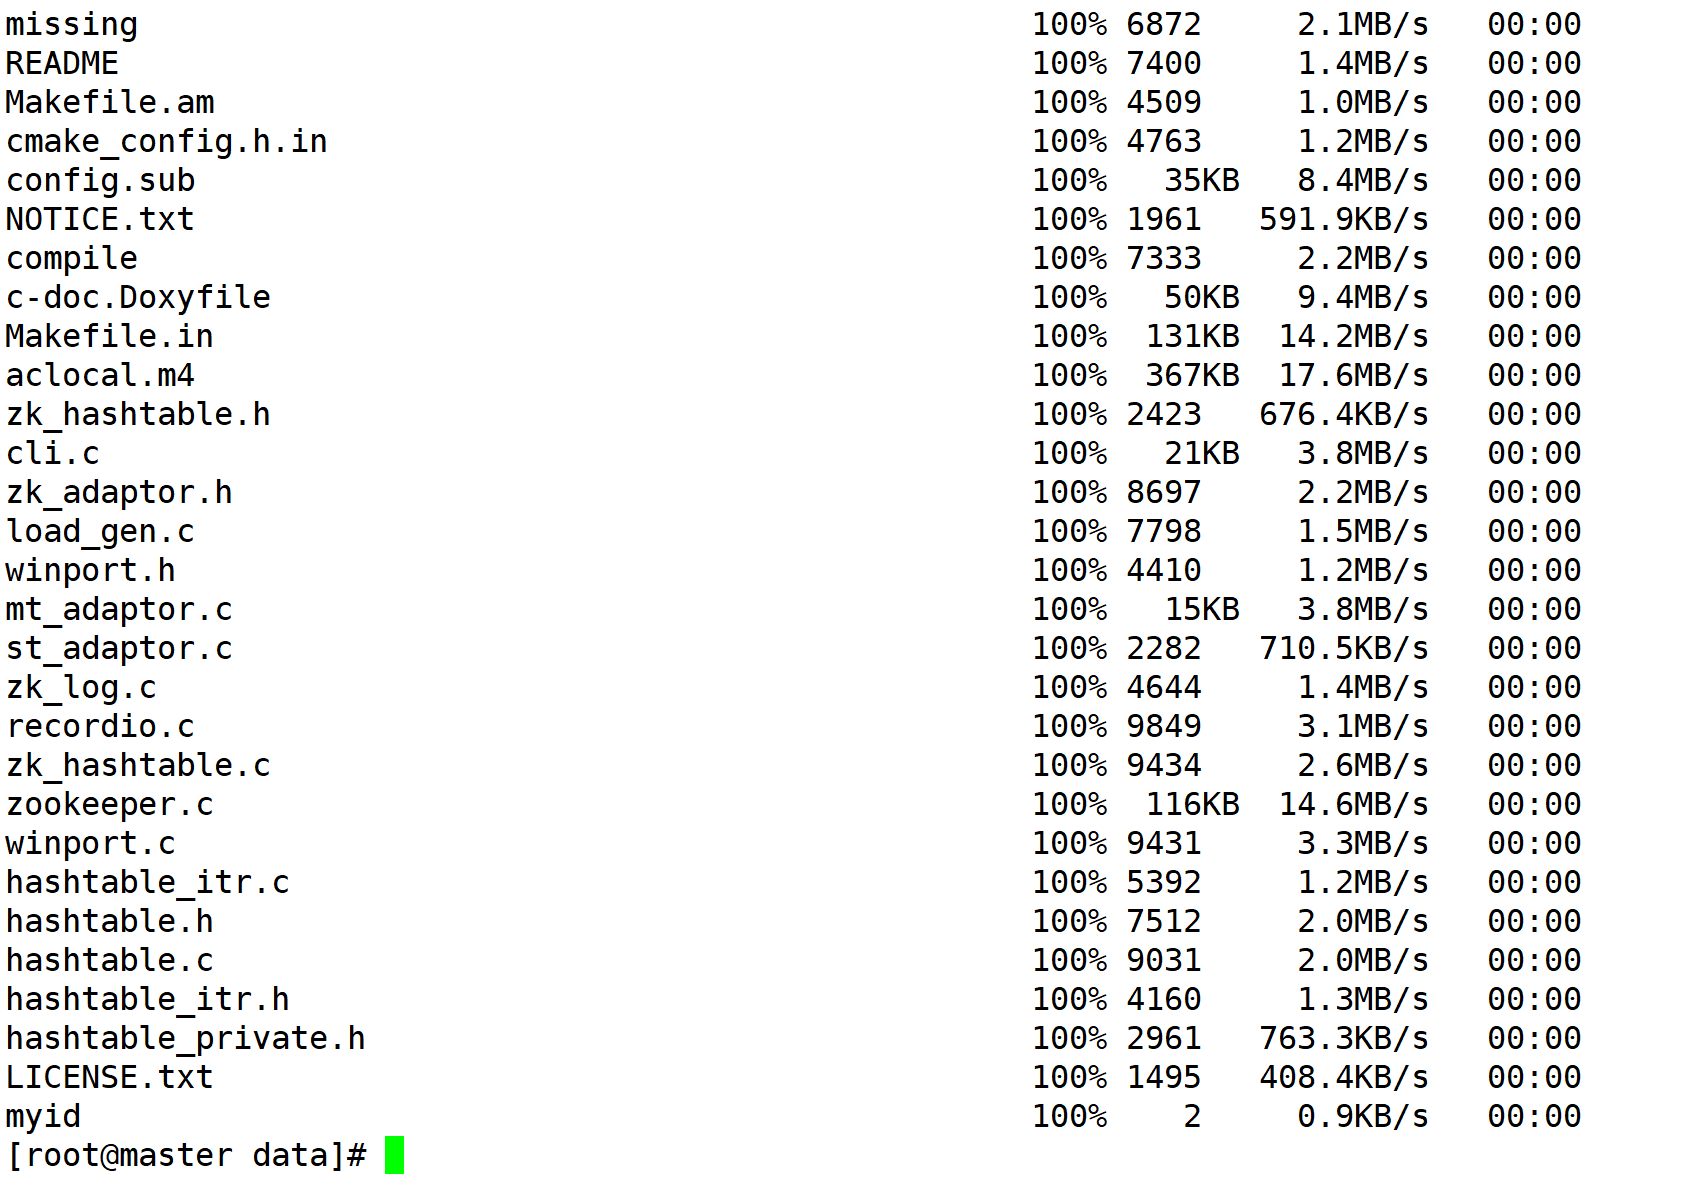 missing 100% 6872 2.1MB/s 00:00
README 100% 7400 1.4MB/s 00:00
Makefile.am 100% 4509 1.0MB/s 00:00
cmake_config.h.in 100% 4763 1.2MB/s 00:00
config.sub 100% 35KB 8.4MB/s 00:00
NOTICE.txt 100% 1961 591.9KB/s 00:00
compile 100% 7333 2.2MB/s 00:00
c-doc.Doxyfile 100% 50KB 9.4MB/s 00:00
Makefile.in 100% 131KB 14.2MB/s 00:00
aclocal.m4 100% 367KB 17.6MB/s 00:00
zk_hashtable.h 100% 2423 676.4KB/s 00:00
cli.c 100% 21KB 3.8MB/s 00:00
zk_adaptor.h 100% 8697 2.2MB/s 00:00
load_gen.c 100% 7798 1.5MB/s 00:00
winport.h 100% 4410 1.2MB/s 00:00
mt_adaptor.c 100% 15KB 3.8MB/s 00:00
st_adaptor.c 100% 2282 710.5KB/s 00:00
zk_log.c 100% 4644 1.4MB/s 00:00
recordio.c 100% 9849 3.1MB/s 00:00
zk_hashtable.c 100% 9434 2.6MB/s 00:00
zookeeper.c 100% 116KB 14.6MB/s 00:00
winport.c 100% 9431 3.3MB/s 00:00
hashtable_itr.c 100% 5392 1.2MB/s 00:00
hashtable.h 100% 7512 2.0MB/s 00:00
hashtable.c 100% 9031 2.0MB/s 00:00
hashtable_itr.h 100% 4160 1.3MB/s 00:00
hashtable_private.h 100% 2961 763.3KB/s 00:00
LICENSE.txt 100% 1495 408.4KB/s 00:00
myid 100% 2 0.9KB/s 00:00
[root@master data]#